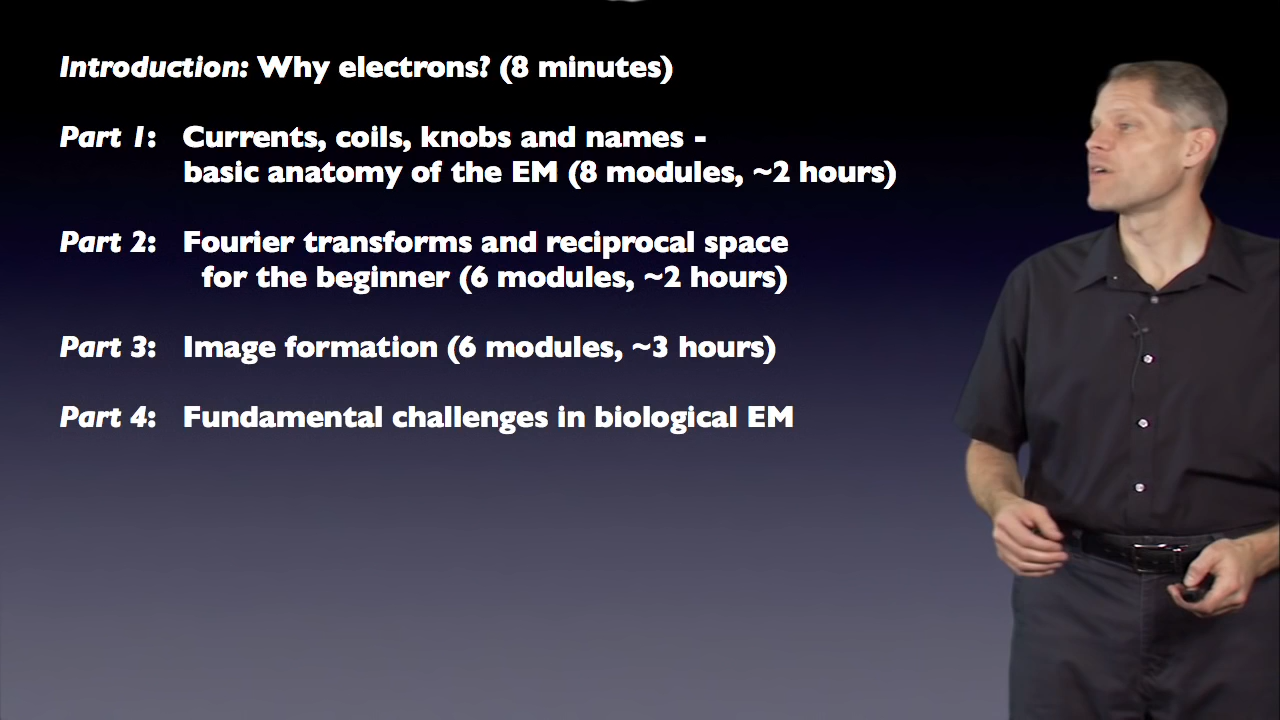 Introduction: Why electrons? (8 minutes)
Part 1: Currents, coils, knobs and names -
basic anatomy of the EM (8 modules, ~2 hours)
Part 2: Fourier transforms and reciprocal space
for the beginner (6 modules, ~2 hours)
Part 3: Image formation (6 modules, ~3 hours)
Part 4: Fundamental challenges in biological EM